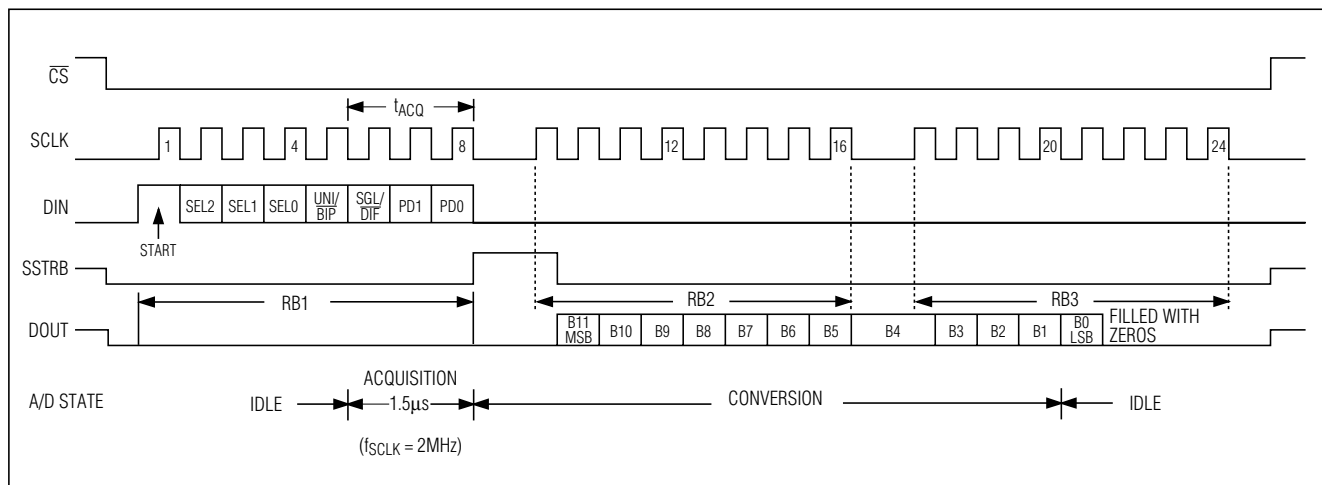 CS
tACQ
SCLK 1 4 8 12 16 20 24
DIN SEL2 SEL1 SEL0 UNI/BIP SGL/DIF PD1 PD0
START
SSTRB
RB1 RB2 RB3
DOUT B11 MSB B10 B9 B8 B7 B6 B5 B4 B3 B2 B1 B0 LSB FILLED WITH ZEROS
A/D STATE IDLE ACQUISITION 1.5µs CONVERSION IDLE
(fSCLK = 2MHz)